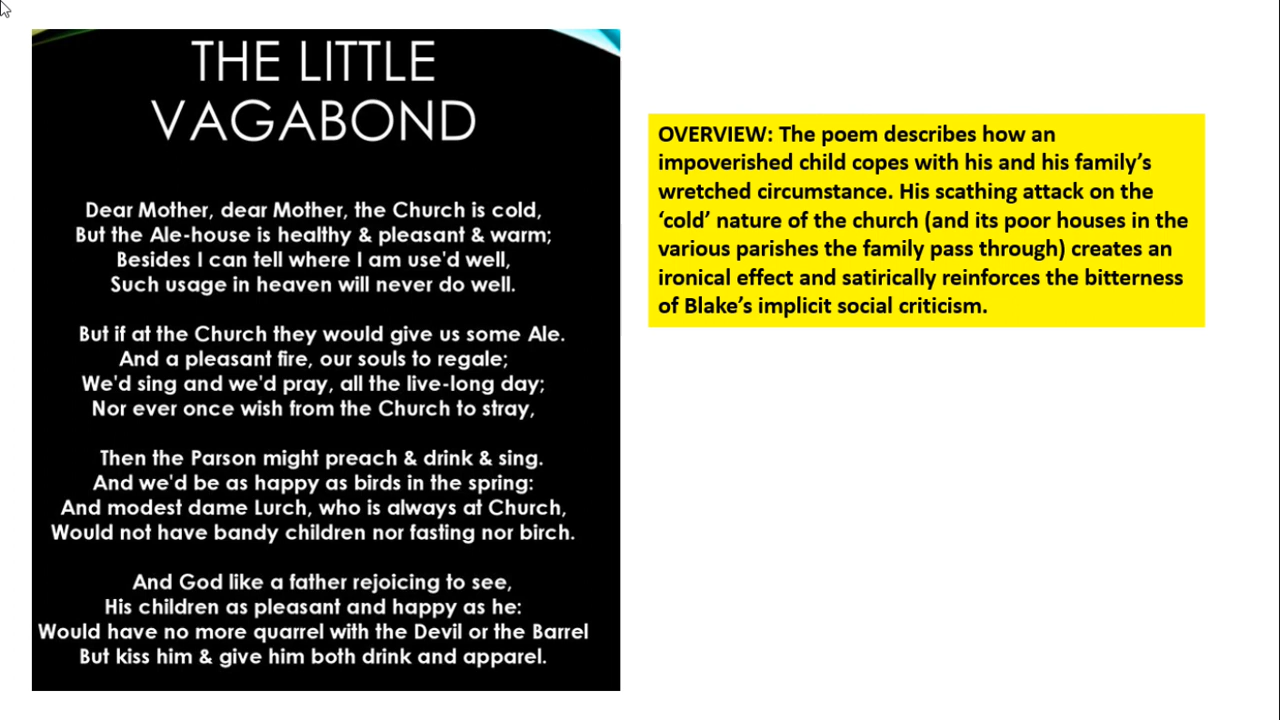 THE LITTLE
VAGABOND
Dear Mother, dear Mother, the Church is cold,
But the Ale-house is healthy & pleasant & warm;
Besides I can tell where I am use'd well,
Such usage in heaven will never do well.
But if at the Church they would give us some Ale.
And a pleasant fire, our souls to regale;
We'd sing and we'd pray, all the live-long day;
Nor ever once wish from the Church to stray,
Then the Parson might preach & drink & sing.
And we'd be as happy as birds in the spring:
And modest dame Lurch, who is always at Church,
Would not have bandy children nor fasting nor birch.
And God like a father rejoicing to see,
His children as pleasant and happy as he:
Would have no more quarrel with the Devil or the Barrel
But kiss him & give him both drink and apparel.
OVERVIEW: The poem describes how an
impoverished child copes with his and his family’s
wretched circumstance. His scathing attack on the
‘cold’ nature of the church (and its poor houses in the
various parishes the family pass through) creates an
ironical effect and satirically reinforces the bitterness
of Blake’s implicit social criticism.